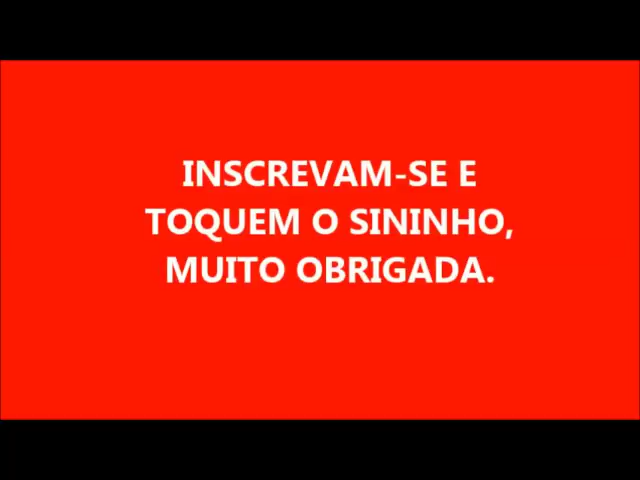 INSCREVAM-SE E
TOQUEM O SININHO,
MUITO OBRIGADA.